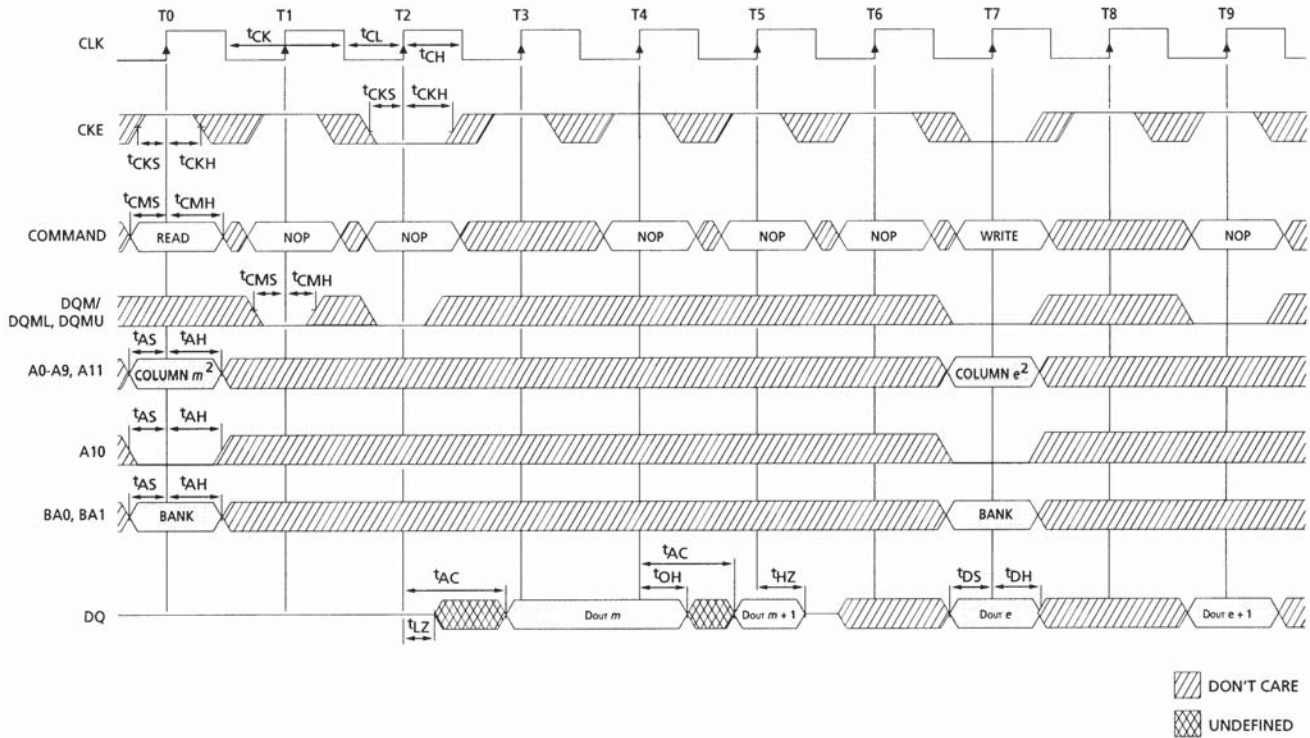 T0 T1 T2 T3 T4 T5 T6 T7 T8 T9
CLK
tCK tCL
tCH
tCKS tCKH
CKE
tCKS tCKH
tCMS tCMH
COMMAND READ NOP NOP NOP NOP NOP WRITE NOP
tCMS tCMH
DQM/
DQML, DQMU
tAS tAH
A0-A9, A11 COLUMN m² COLUMN e²
tAS tAH
A10
tAS tAH
BA0, BA1 BANK BANK
tAC
tAC tOH tHZ tDS tDH
DQ DOUT m DOUT m + 1 DOUT e DOUT e + 1
tLZ
DON'T CARE
UNDEFINED